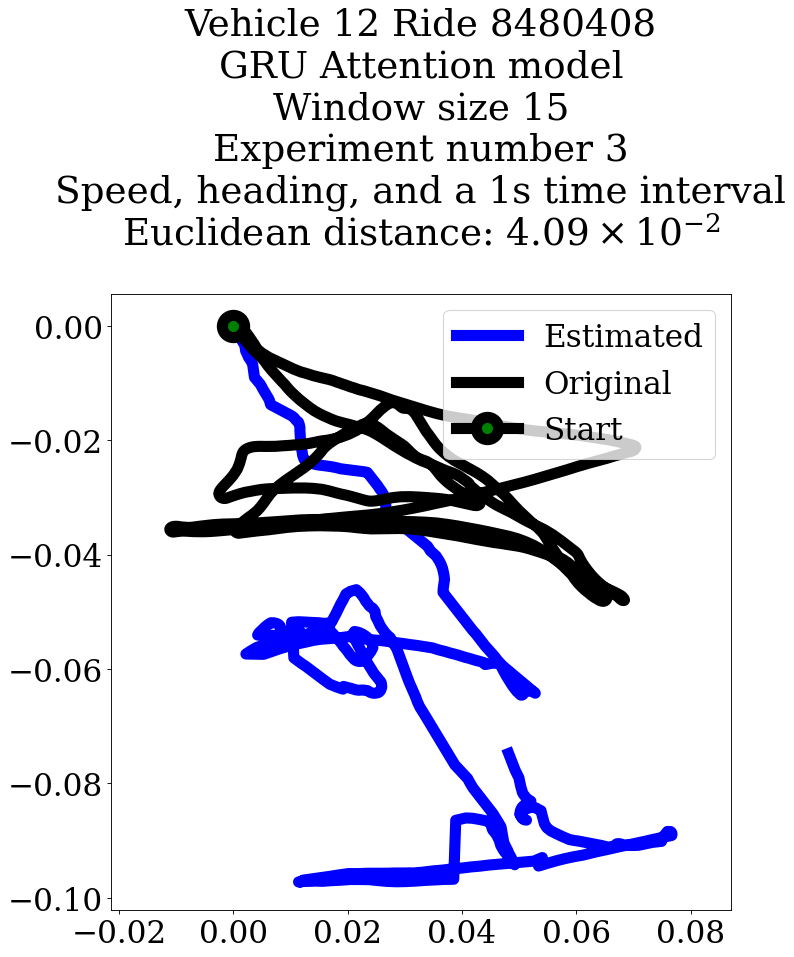 Vehicle 12 Ride 8480408
GRU Attention model
Window size 15
Experiment number 3
Speed, heading, and a 1s time interval
Euclidean distance: 4.09 × 10⁻²
Estimated
Original
Start
0.00
−0.02
−0.04
−0.06
−0.08
−0.10
−0.02 0.00 0.02 0.04 0.06 0.08